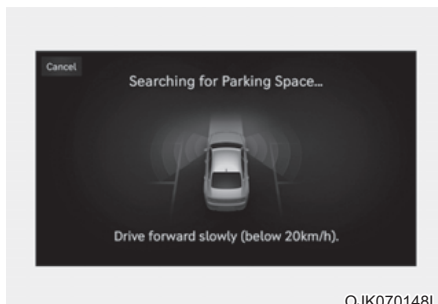 Cancel
Searching for Parking Space...
Drive forward slowly (below 20km/h).
OJK070148L